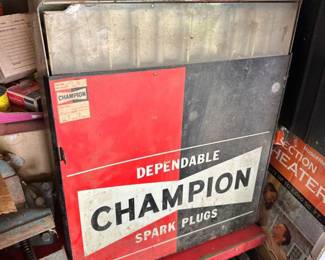 CHAMPION
DEPENDABLE
CHAMPION
SPARK PLUGS
HEATER